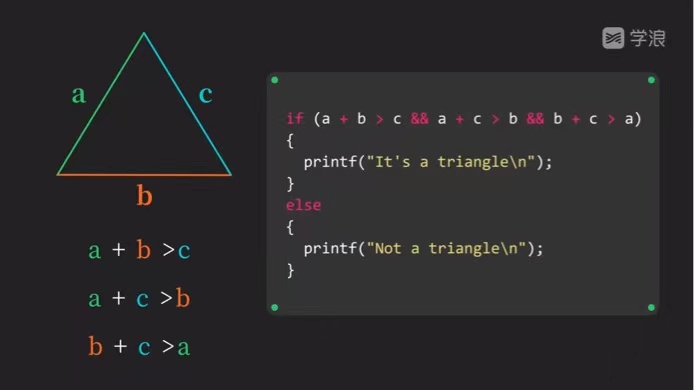 学浪
a
c
b
a + b >c
a + c >b
b + c >a
if (a + b > c && a + c > b && b + c > a)
{
  printf("It's a triangle\n");
}
else
{
  printf("Not a triangle\n");
}